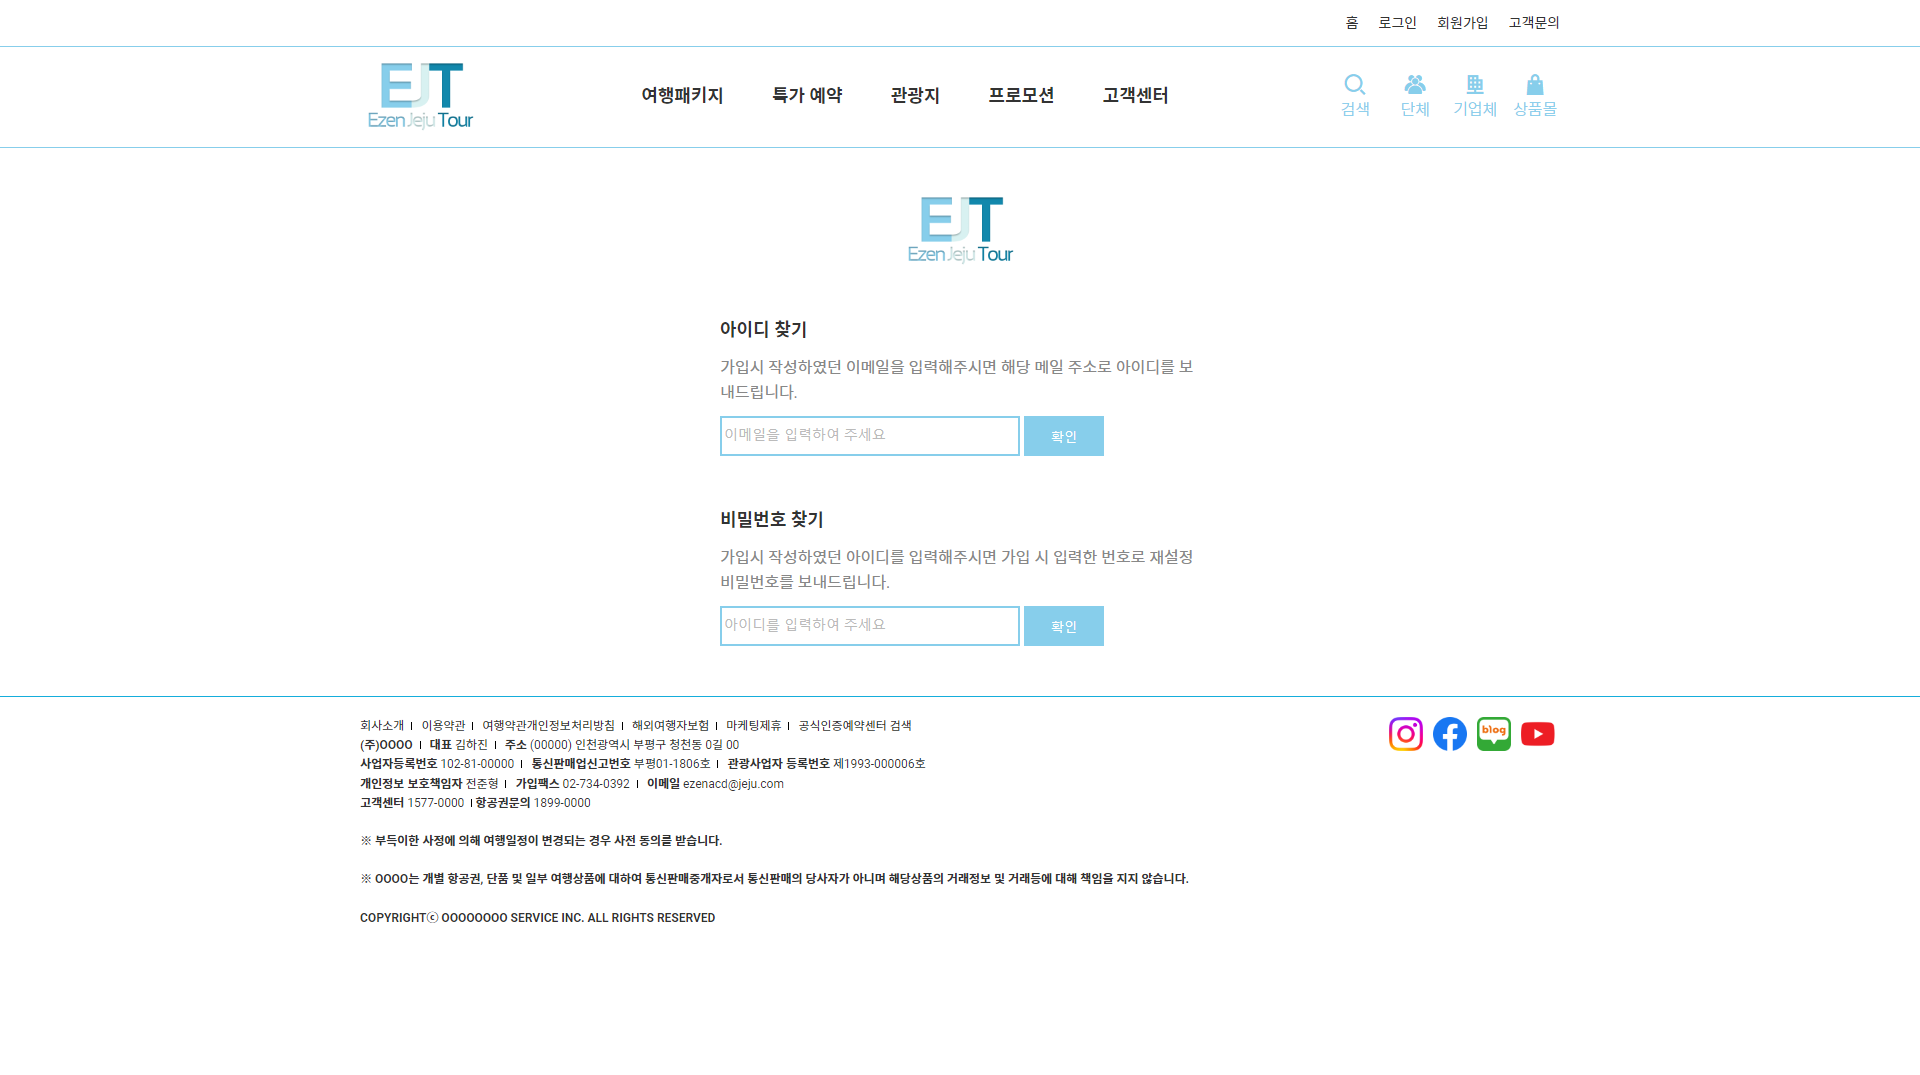 홈 로그인 회원가입 고객문의
EJT
Ezen Jeju Tour
여행패키지 특가 예약 관광지 프로모션 고객센터
검색 단체 기업체 상품몰
EJT
Ezen Jeju Tour
아이디 찾기
가입시 작성하였던 이메일을 입력해주시면 해당 메일 주소로 아이디를 보
내드립니다.
이메일을 입력하여 주세요 확인
비밀번호 찾기
가입시 작성하였던 아이디를 입력해주시면 가입 시 입력한 번호로 재설정
비밀번호를 보내드립니다.
아이디를 입력하여 주세요 확인
회사소개 | 이용약관 | 여행약관개인정보처리방침 | 해외여행자보험 | 마케팅제휴 | 공식인증예약센터 검색
blog
(주)OOOO | 대표 김하진 | 주소 (00000) 인천광역시 부평구 청천동 0길 00
사업자등록번호 102-81-00000 | 통신판매업신고번호 부평01-1806호 | 관광사업자 등록번호 제1993-000006호
개인정보 보호책임자 전준형 | 가입팩스 02-734-0392 | 이메일 ezenacd@jeju.com
고객센터 1577-0000 | 항공권문의 1899-0000
※ 부득이한 사정에 의해 여행일정이 변경되는 경우 사전 동의를 받습니다.
※ OOOO는 개별 항공권, 단품 및 일부 여행상품에 대하여 통신판매중개자로서 통신판매의 당사자가 아니며 해당상품의 거래정보 및 거래등에 대해 책임을 지지 않습니다.
COPYRIGHTⓒ OOOOOOOO SERVICE INC. ALL RIGHTS RESERVED